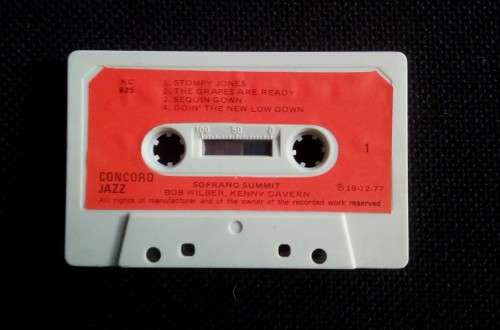 KC
825
1. STOMPY JONES
2. THE GRAPES ARE READY
3. SEQUIN GOWN
4. DOIN' THE NEW LOW DOWN
100 50 0
1
CONCORD
JAZZ
SOPRANO SUMMIT
BOB WILBER, KENNY DAVERN
℗ 19-12-77
All rights of manufacturer and of the owner of the recorded work reserved